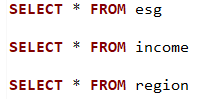 SELECT * FROM esg
SELECT * FROM income
SELECT * FROM region